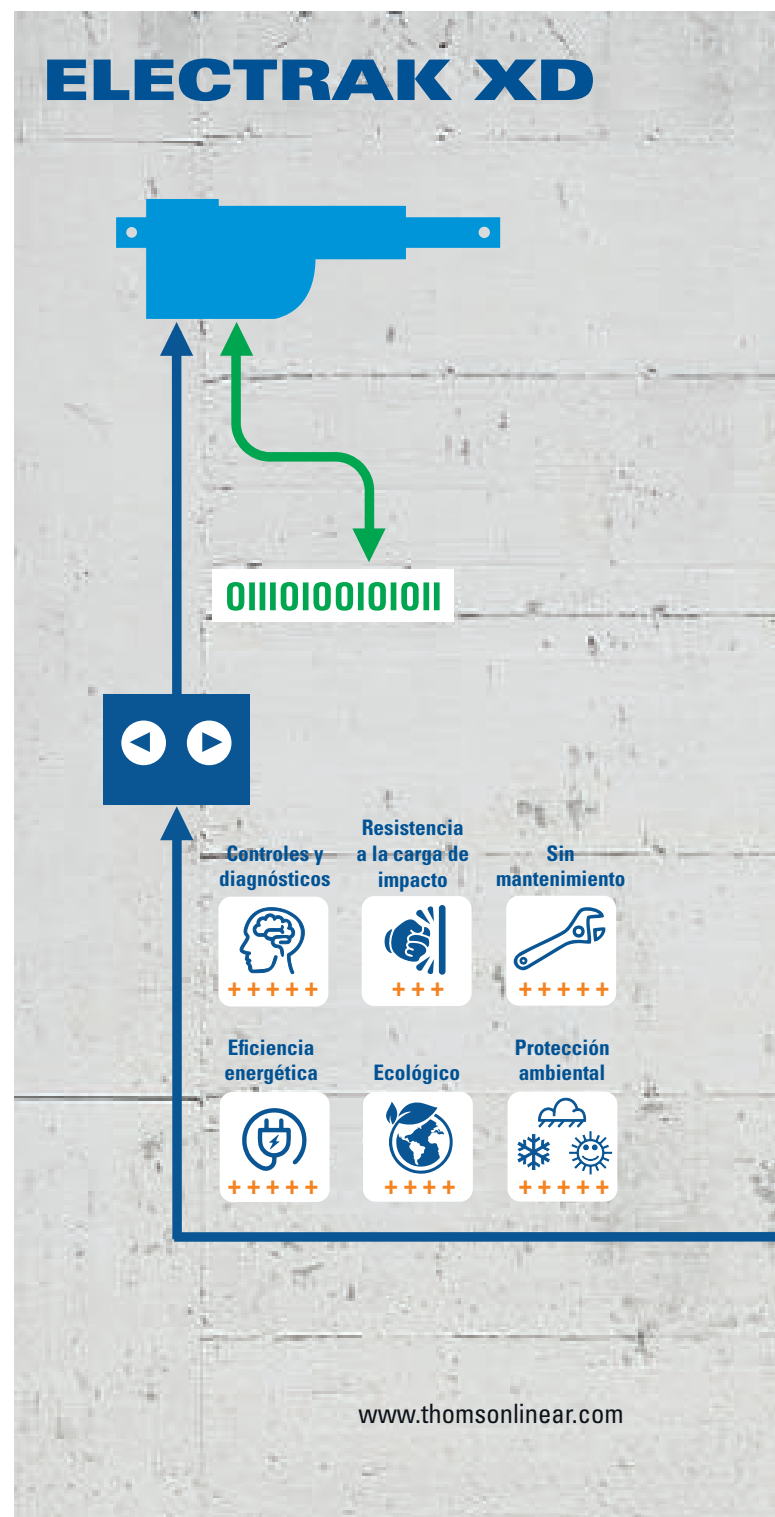 ELECTRAK XD
01110100101011
Controles y
diagnósticos
+++++
Resistencia
a la carga de
impacto
+++
Sin
mantenimiento
+++++
Eficiencia
energética
+++++
Ecológico
++++
Protección
ambiental
+++++
www.thomsonlinear.com